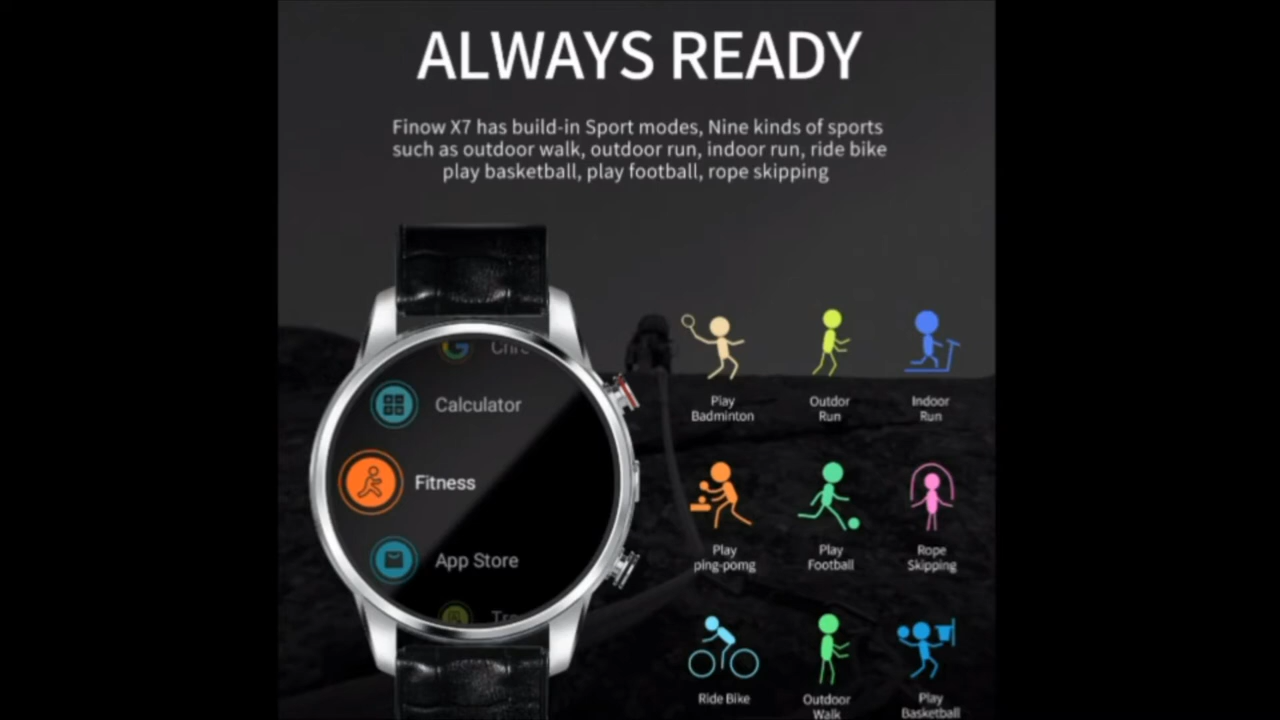 ALWAYS READY
Finow X7 has build-in Sport modes, Nine kinds of sports
such as outdoor walk, outdoor run, indoor run, ride bike
play basketball, play football, rope skipping
Calculator
Fitness
App Store
Play
Badminton
Outdor
Run
Indoor
Run
Play
ping-pomg
Play
Football
Rope
Skipping
Ride Bike
Outdoor
Walk
Play
Basketball